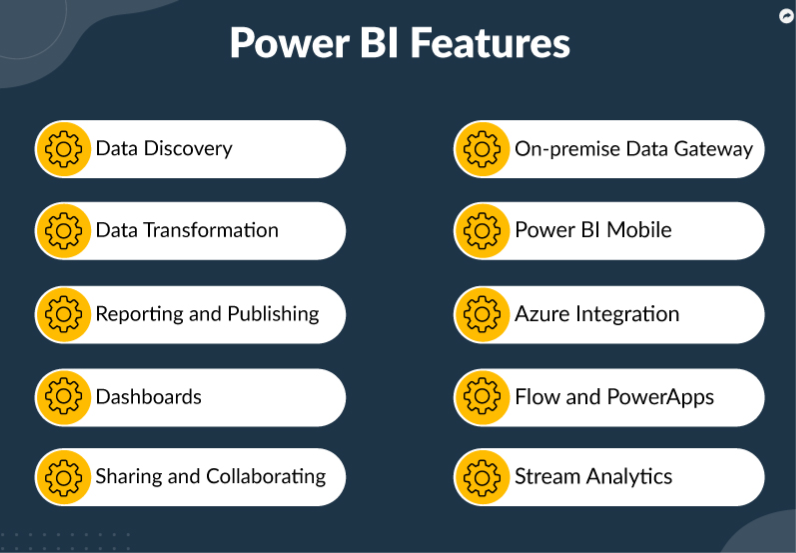 Power BI Features
Data Discovery
Data Transformation
Reporting and Publishing
Dashboards
Sharing and Collaborating
On-premise Data Gateway
Power BI Mobile
Azure Integration
Flow and PowerApps
Stream Analytics